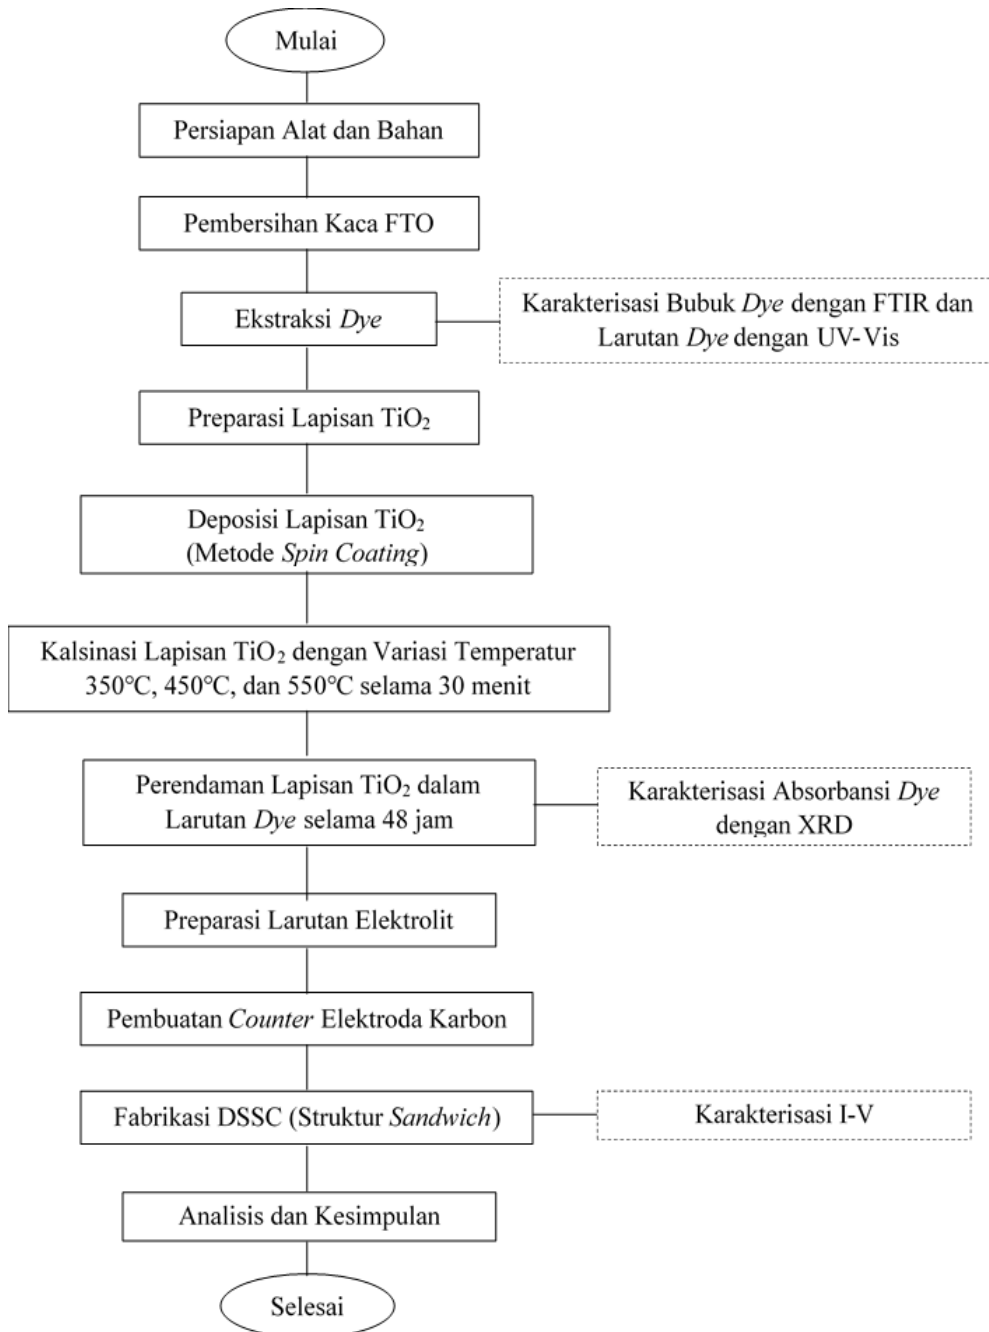 Mulai
Persiapan Alat dan Bahan
Pembersihan Kaca FTO
Ekstraksi Dye
Karakterisasi Bubuk Dye dengan FTIR dan
Larutan Dye dengan UV-Vis
Preparasi Lapisan TiO₂
Deposisi Lapisan TiO₂
(Metode Spin Coating)
Kalsinasi Lapisan TiO₂ dengan Variasi Temperatur
350℃, 450℃, dan 550℃ selama 30 menit
Perendaman Lapisan TiO₂ dalam
Larutan Dye selama 48 jam
Karakterisasi Absorbansi Dye
dengan XRD
Preparasi Larutan Elektrolit
Pembuatan Counter Elektroda Karbon
Fabrikasi DSSC (Struktur Sandwich)
Karakterisasi I-V
Analisis dan Kesimpulan
Selesai